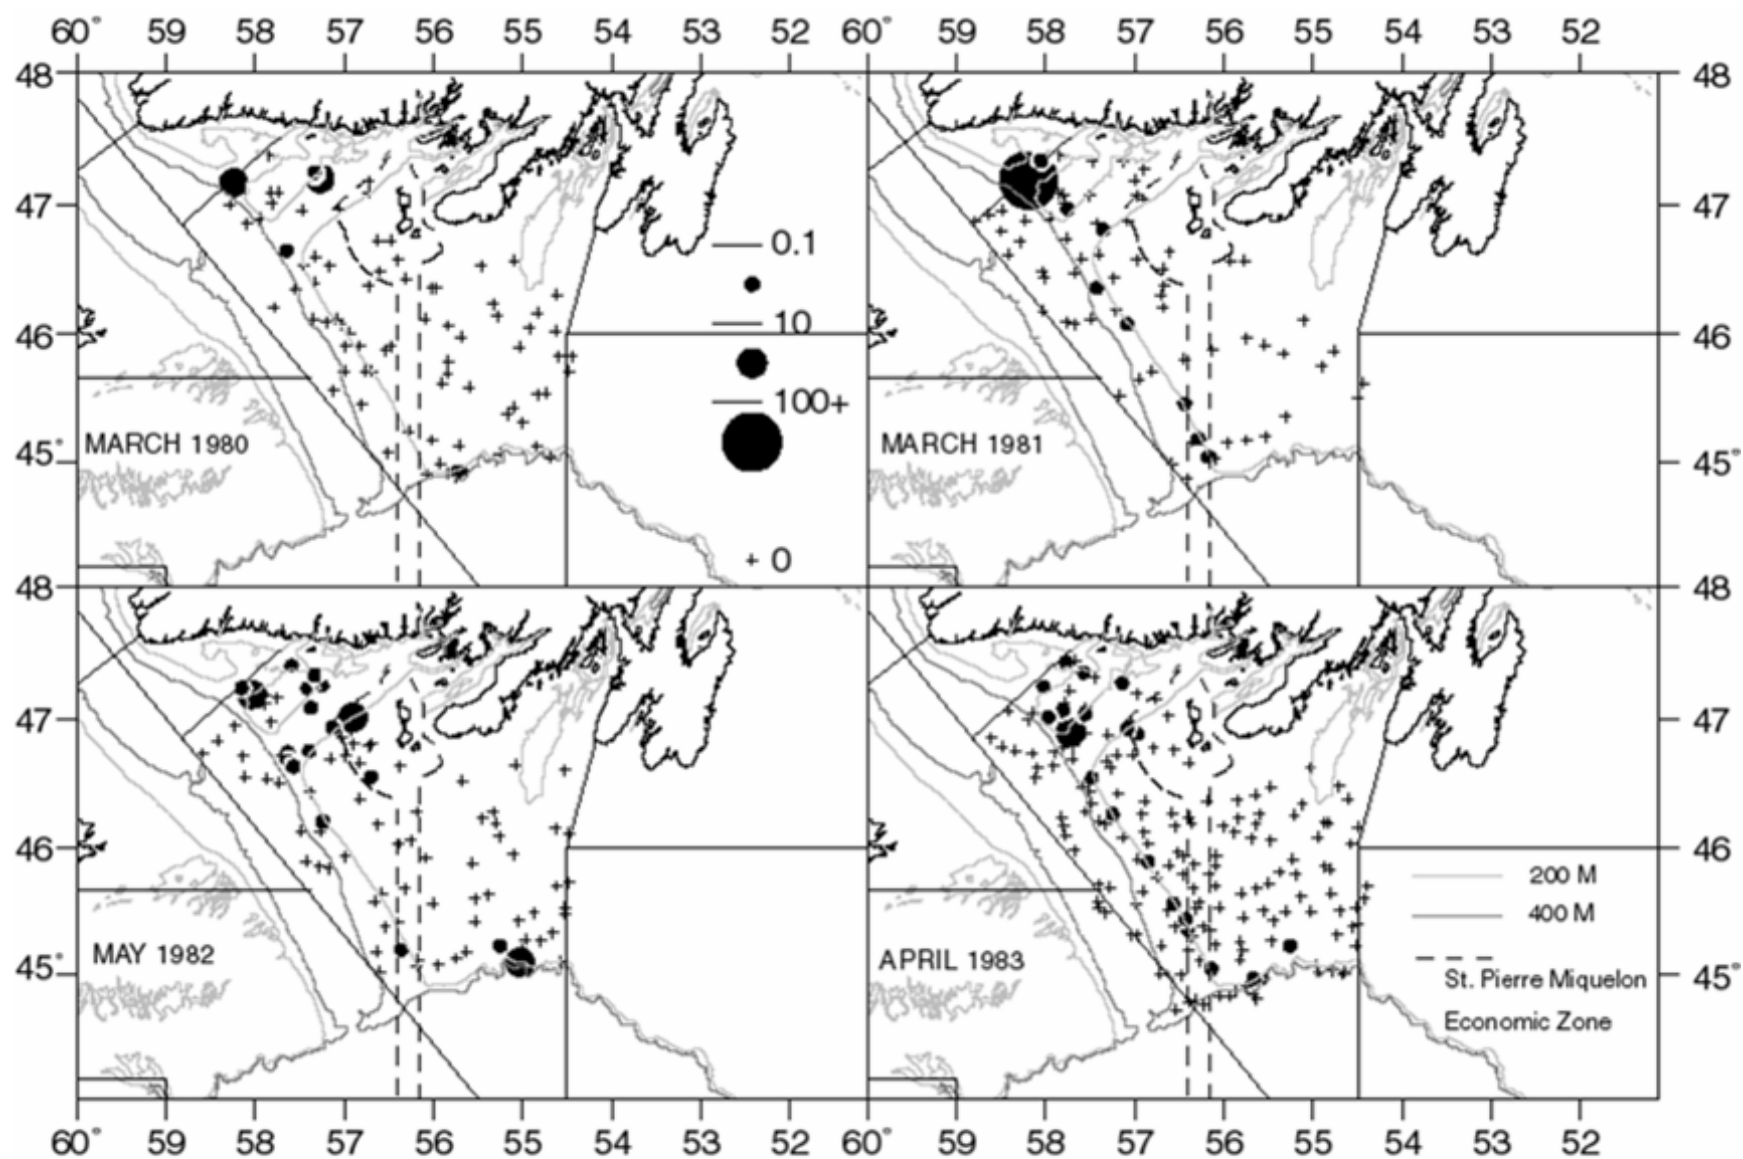 60° 59 58 57 56 55 54 53 52 60° 59 58 57 56 55 54 53 52
48 48
47 0.1 47
10
46 100+ 46
MARCH 1980 MARCH 1981
45° 45°
0
48 48
47 47
46 46
200 M
400 M
MAY 1982 APRIL 1983
45° St. Pierre Miquelon 45°
Economic Zone
60° 59 58 57 56 55 54 53 52 60° 59 58 57 56 55 54 53 52